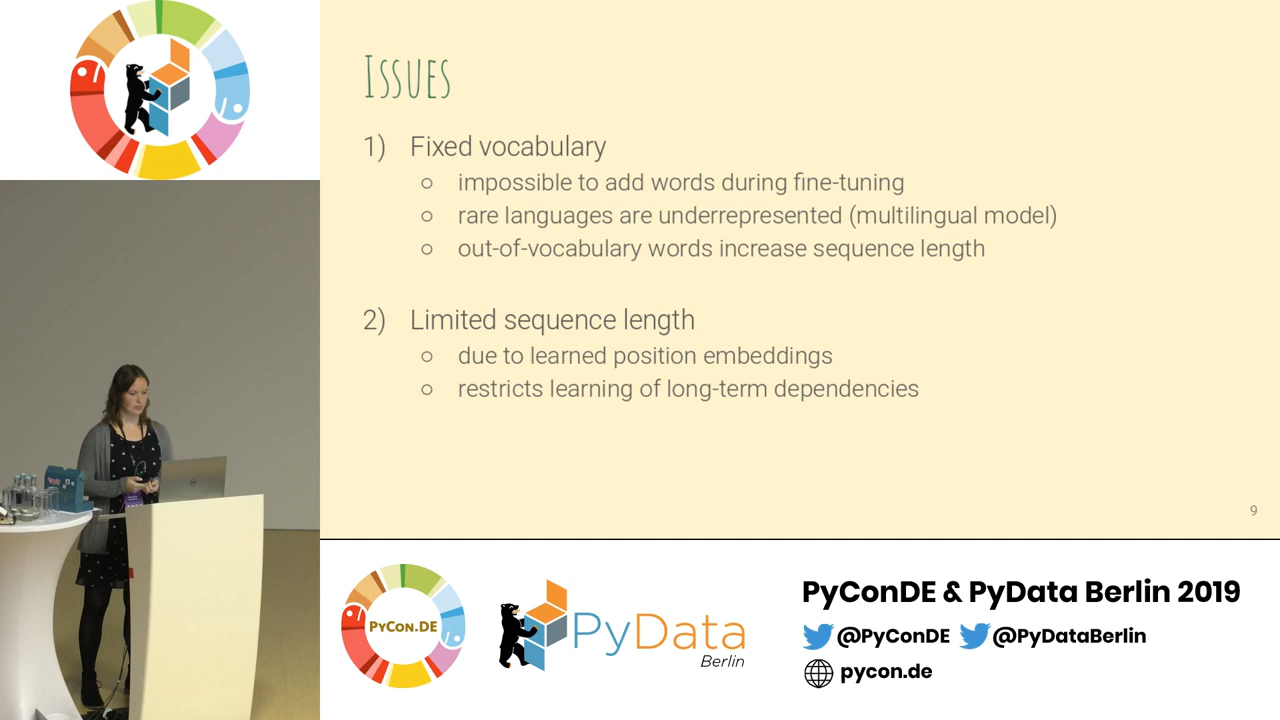 Issues
1) Fixed vocabulary
○ impossible to add words during fine-tuning
○ rare languages are underrepresented (multilingual model)
○ out-of-vocabulary words increase sequence length
2) Limited sequence length
○ due to learned position embeddings
○ restricts learning of long-term dependencies
9
PyCon.DE
PyData
Berlin
PyConDE & PyData Berlin 2019
@PyConDE @PyDataBerlin
pycon.de